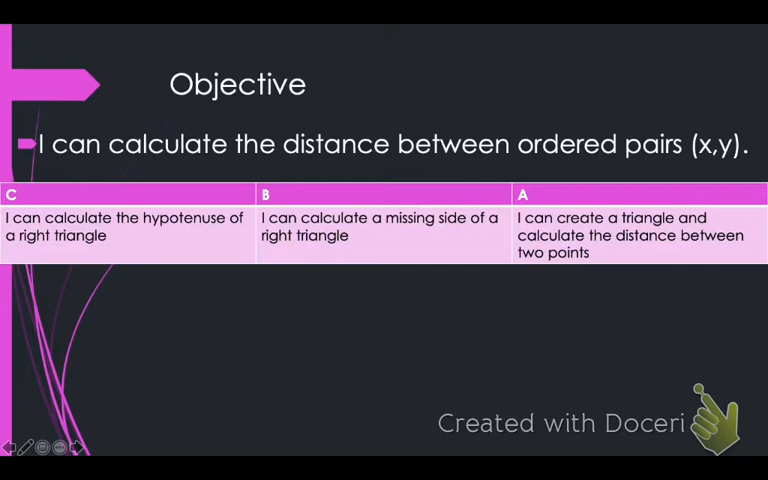 Objective
I can calculate the distance between ordered pairs (x,y).
C B A
I can calculate the hypotenuse of
a right triangle
I can calculate a missing side of a
right triangle
I can create a triangle and
calculate the distance between
two points
Created with Doceri